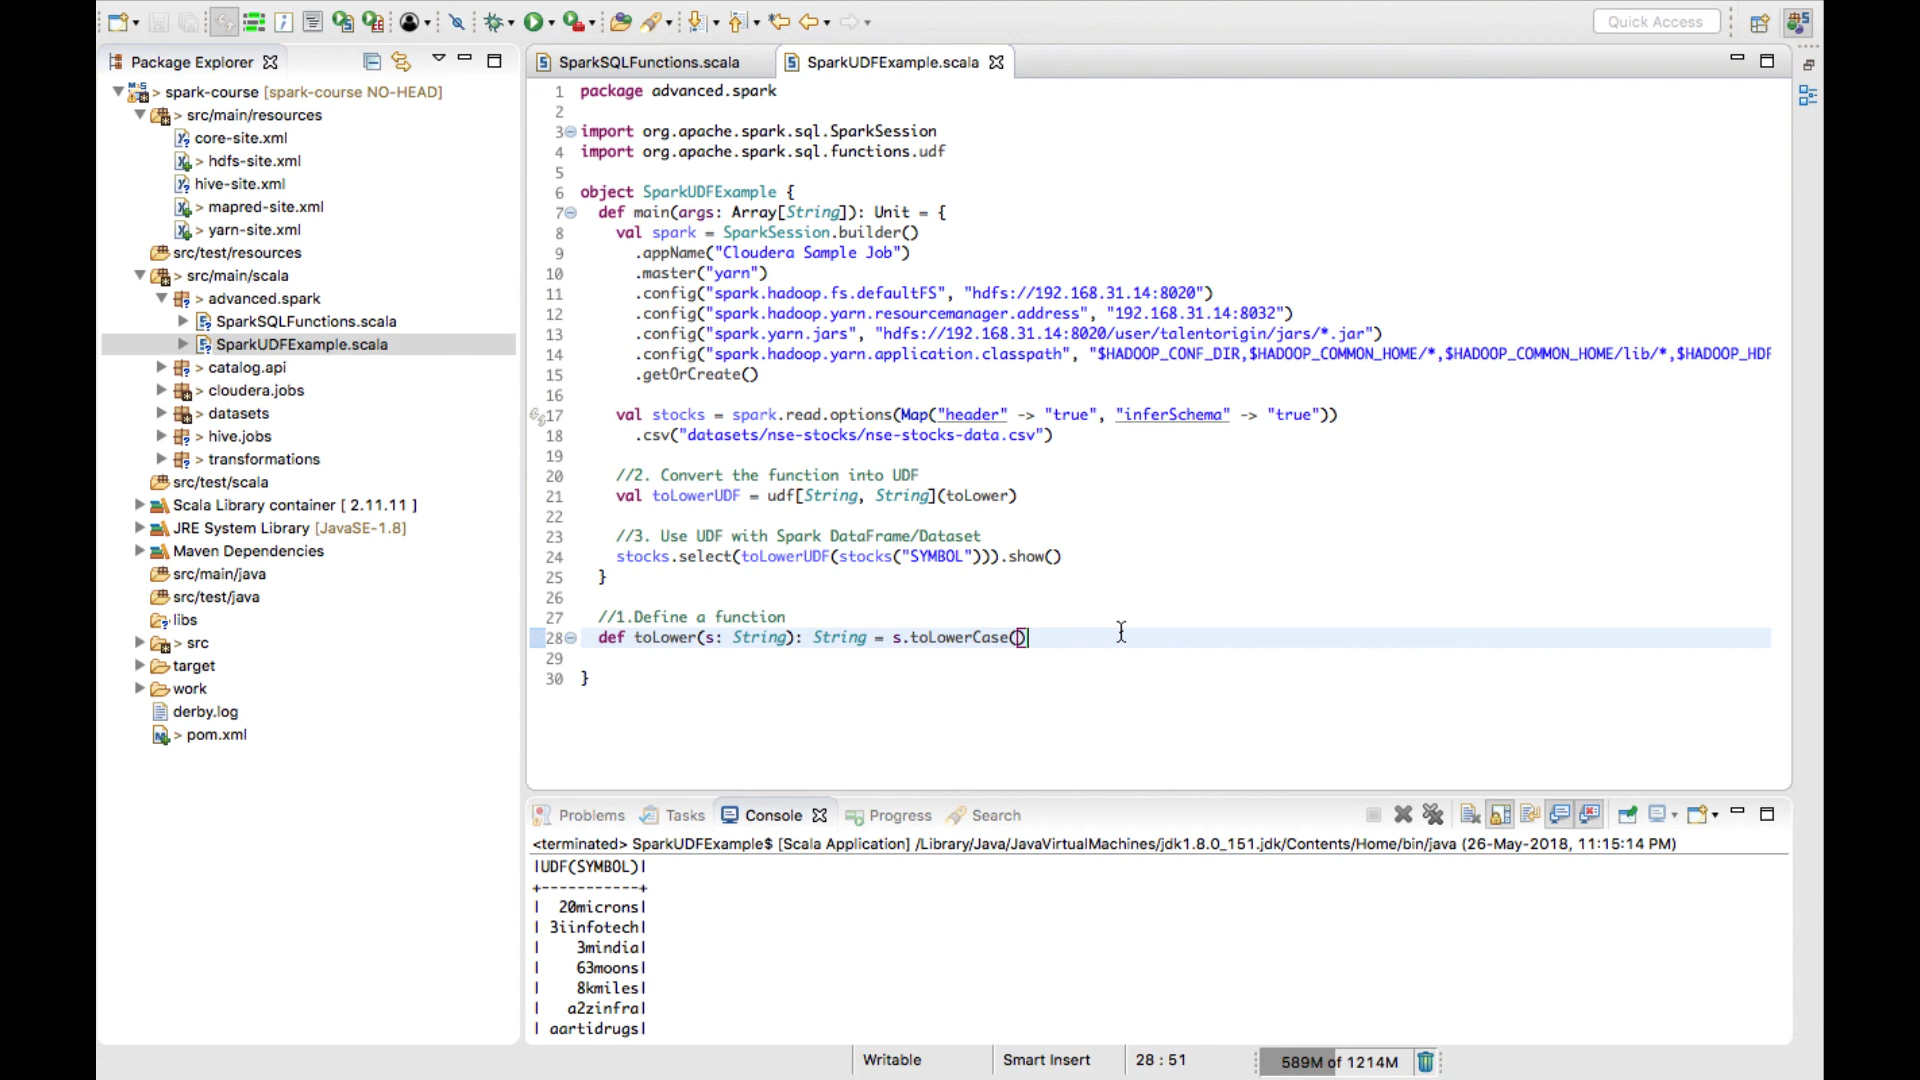 Quick Access
Package Explorer
> spark-course [spark-course NO-HEAD]
> src/main/resources
core-site.xml
> hdfs-site.xml
hive-site.xml
> mapred-site.xml
> yarn-site.xml
src/test/resources
> src/main/scala
> advanced.spark
SparkSQLFunctions.scala
SparkUDFExample.scala
> catalog.api
> cloudera.jobs
> datasets
> hive.jobs
> transformations
src/test/scala
Scala Library container [ 2.11.11 ]
JRE System Library [JavaSE-1.8]
Maven Dependencies
src/main/java
src/test/java
libs
> src
target
work
derby.log
> pom.xml
SparkSQLFunctions.scala
SparkUDFExample.scala
1 package advanced.spark
2
3 import org.apache.spark.sql.SparkSession
4 import org.apache.spark.sql.functions.udf
5
6 object SparkUDFExample {
7 def main(args: Array[String]): Unit = {
8 val spark = SparkSession.builder()
9 .appName("Cloudera Sample Job")
10 .master("yarn")
11 .config("spark.hadoop.fs.defaultFS", "hdfs://192.168.31.14:8020")
12 .config("spark.hadoop.yarn.resourcemanager.address", "192.168.31.14:8032")
13 .config("spark.yarn.jars", "hdfs://192.168.31.14:8020/user/talentorigin/jars/*.jar")
14 .config("spark.hadoop.yarn.application.classpath", "$HADOOP_CONF_DIR,$HADOOP_COMMON_HOME/*,$HADOOP_COMMON_HOME/lib/*,$HADOOP_HDF
15 .getOrCreate()
16
17 val stocks = spark.read.options(Map("header" -> "true", "inferSchema" -> "true"))
18 .csv("datasets/nse-stocks/nse-stocks-data.csv")
19
20 //2. Convert the function into UDF
21 val toLowerUDF = udf[String, String](toLower)
22
23 //3. Use UDF with Spark DataFrame/Dataset
24 stocks.select(toLowerUDF(stocks("SYMBOL"))).show()
25 }
26
27 //1.Define a function
28 def toLower(s: String): String = s.toLowerCase()
29
30 }
Problems Tasks Console Progress Search
<terminated> SparkUDFExample$ [Scala Application] /Library/Java/JavaVirtualMachines/jdk1.8.0_151.jdk/Contents/Home/bin/java (26-May-2018, 11:15:14 PM)
|UDF(SYMBOL)|
+-----------+
| 20microns|
| 3iinfotech|
| 3mindia|
| 63moons|
| 8kmiles|
| a2zinfra|
| aartidrugs|
Writable Smart Insert 28 : 51 589M of 1214M